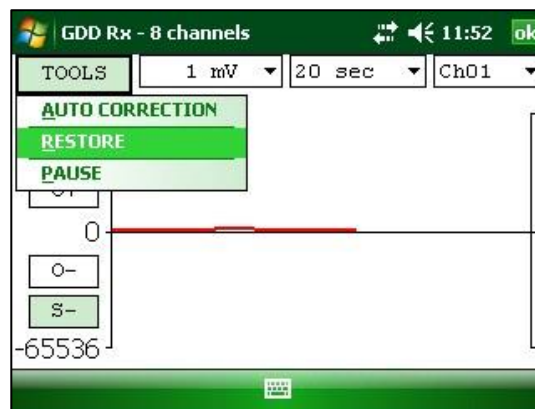 GDD Rx - 8 channels 11:52 ok
TOOLS 1 mV 20 sec Ch01
AUTO CORRECTION
RESTORE
PAUSE
0
O-
S-
-65536